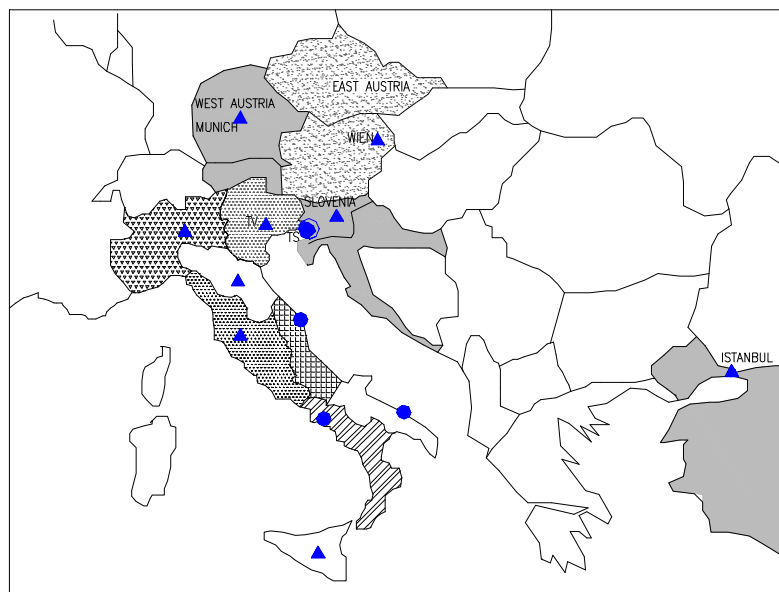 EAST AUSTRIA
WEST AUSTRIA
MUNICH
WIEN
SLOVENIA
TV
TS
ISTANBUL